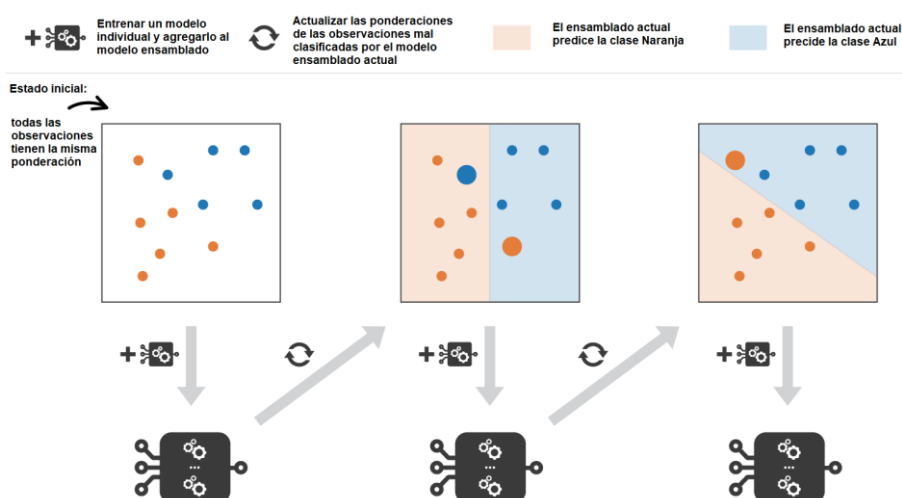 Entrenar un modelo
individual y agregarlo al
modelo ensamblado
Actualizar las ponderaciones
de las observaciones mal
clasificadas por el modelo
ensamblado actual
El ensamblado actual
predice la clase Naranja
El ensamblado actual
precide la clase Azul
Estado inicial:
todas las
observaciones
tienen la misma
ponderación